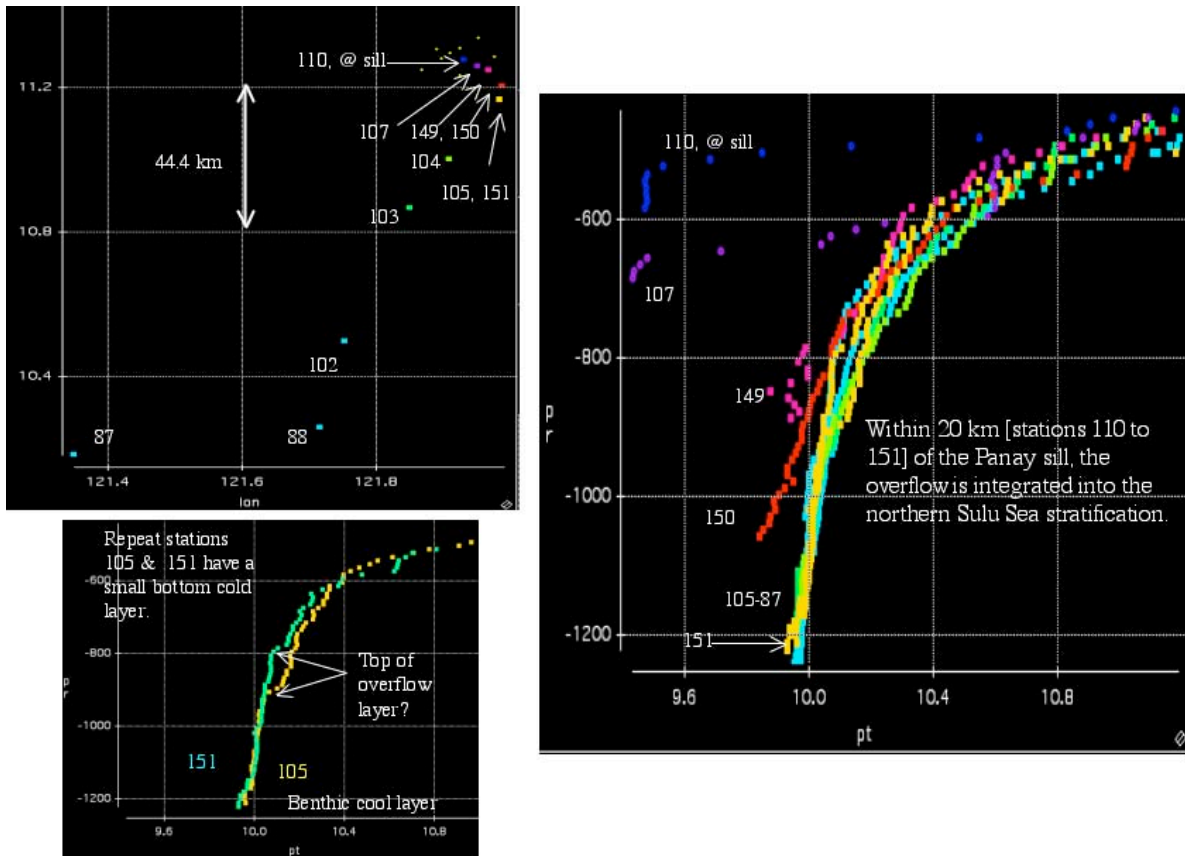 110, @ sill
11.2
107
149, 150
44.4 km
104
105, 151
103
10.8
102
10.4
87
88
121.4
121.6
121.8
lon
Repeat stations
105 & 151 have a
small bottom cold
layer.
-600
-800
Top of
overflow
layer?
pr
-1000
151
105
-1200
Benthic cool layer
9.6
10.0
10.4
10.8
pt
110, @ sill
-600
107
-800
149
pr
Within 20 km [stations 110 to
151] of the Panay sill, the
overflow is integrated into the
northern Sulu Sea stratification.
-1000
150
105-87
151
-1200
9.6
10.0
10.4
10.8
pt